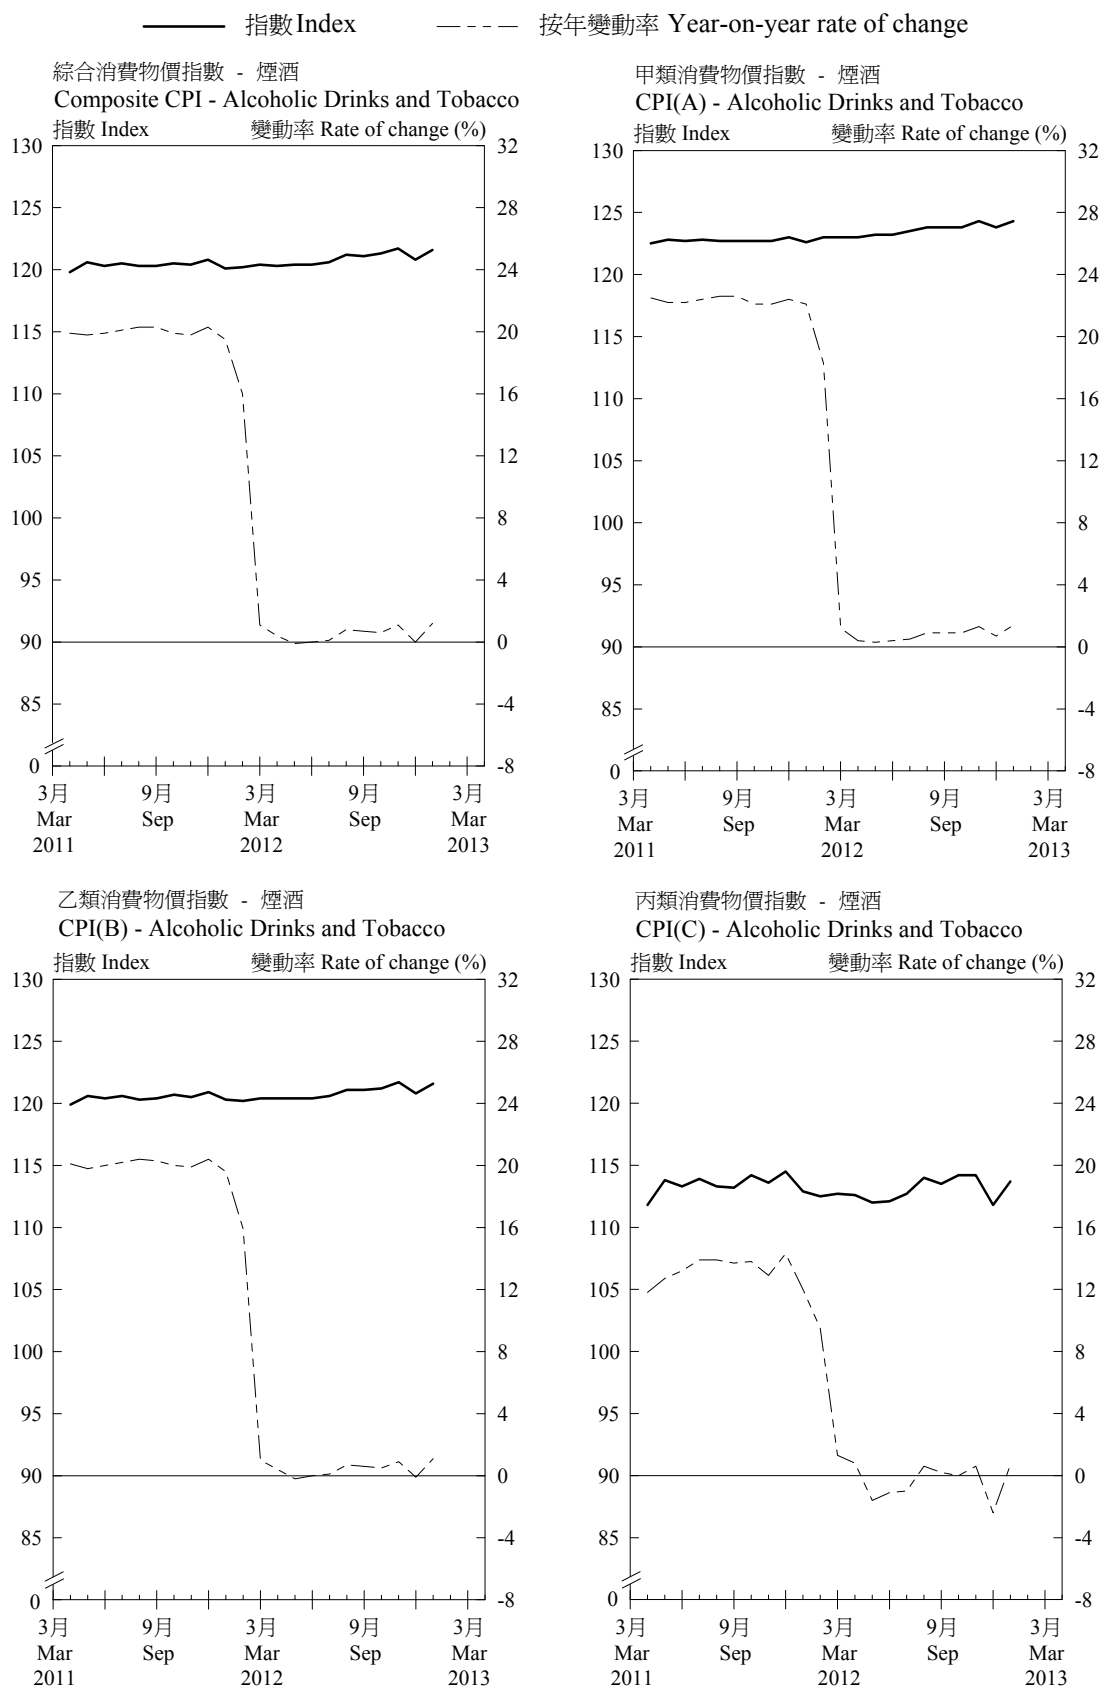 指數 Index 按年變動率 Year-on-year rate of change
綜合消費物價指數 - 煙酒
Composite CPI - Alcoholic Drinks and Tobacco
指數 Index 變動率 Rate of change (%)
130 32
125 28
120 24
115 20
110 16
105 12
100 8
95 4
90 0
85 -4
0 -8
3月 9月 3月 9月 3月
Mar Sep Mar Sep Mar
2011 2012 2013
甲類消費物價指數 - 煙酒
CPI(A) - Alcoholic Drinks and Tobacco
指數 Index 變動率 Rate of change (%)
130 32
125 28
120 24
115 20
110 16
105 12
100 8
95 4
90 0
85 -4
0 -8
3月 9月 3月 9月 3月
Mar Sep Mar Sep Mar
2011 2012 2013
乙類消費物價指數 - 煙酒
CPI(B) - Alcoholic Drinks and Tobacco
指數 Index 變動率 Rate of change (%)
130 32
125 28
120 24
115 20
110 16
105 12
100 8
95 4
90 0
85 -4
0 -8
3月 9月 3月 9月 3月
Mar Sep Mar Sep Mar
2011 2012 2013
丙類消費物價指數 - 煙酒
CPI(C) - Alcoholic Drinks and Tobacco
指數 Index 變動率 Rate of change (%)
130 32
125 28
120 24
115 20
110 16
105 12
100 8
95 4
90 0
85 -4
0 -8
3月 9月 3月 9月 3月
Mar Sep Mar Sep Mar
2011 2012 2013